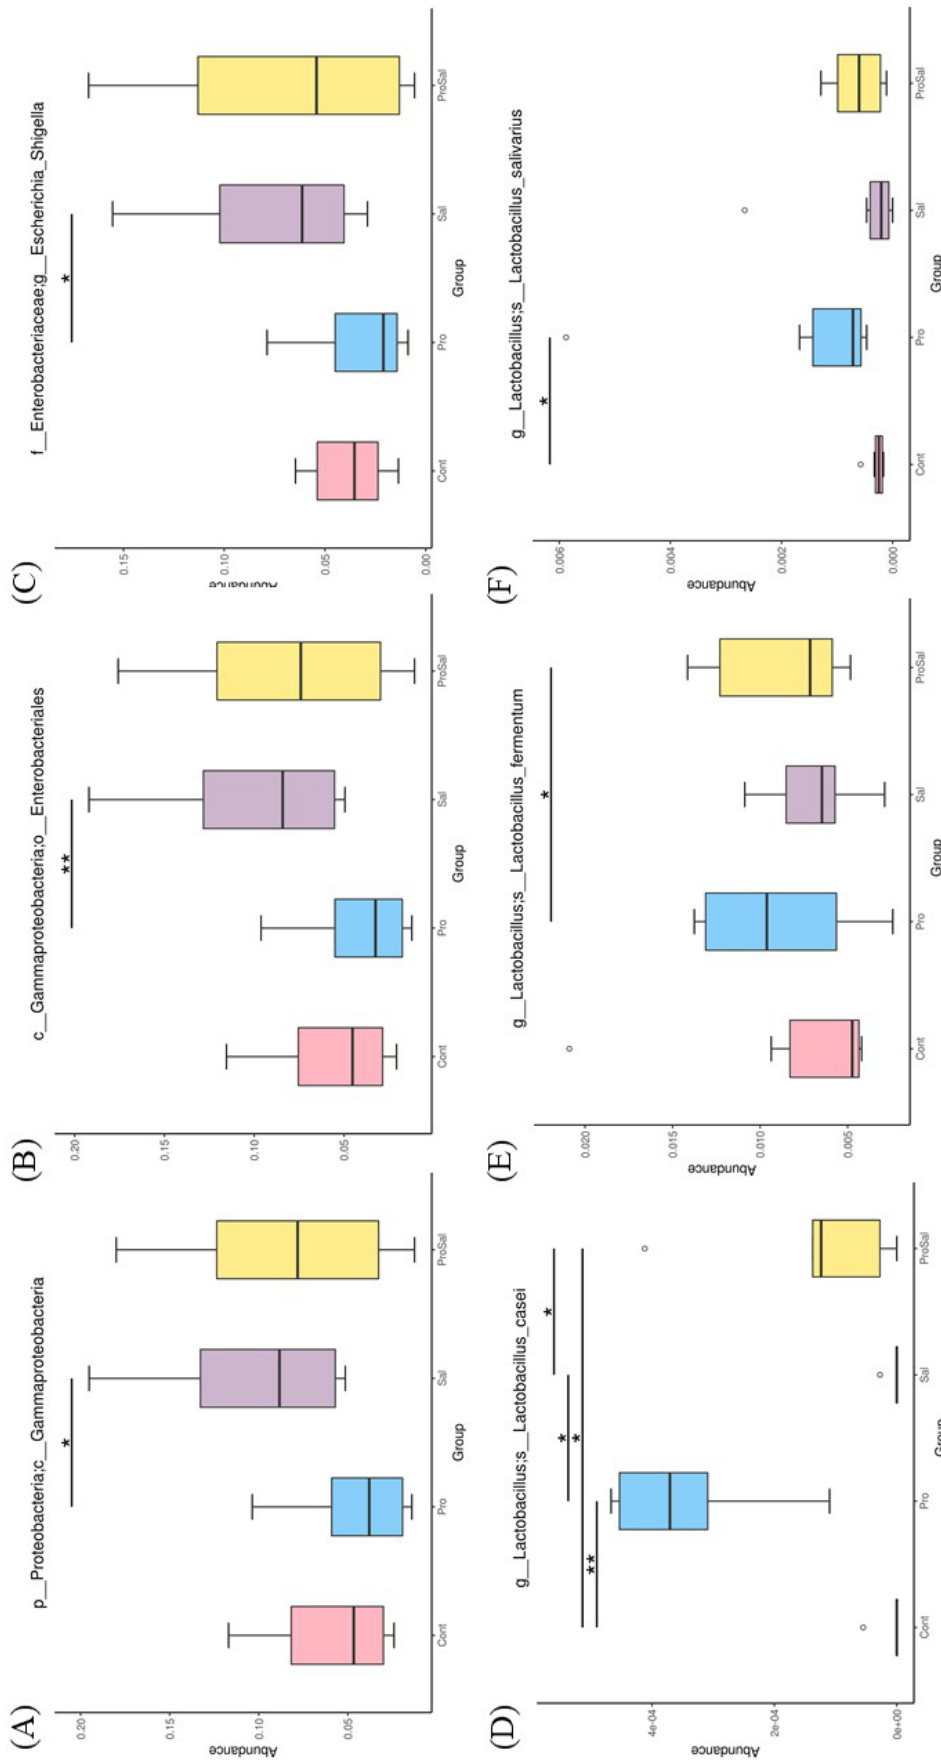 (A)
p__Proteobacteria;c__Gammaproteobacteria
*
0.20
0.10
0.05
Abundance
Cont Pro Sal ProSal
Group
(B)
c__Gammaproteobacteria;o__Enterobacteriales
**
0.20
0.10
0.05
Abundance
Cont Pro Sal ProSal
Group
(C)
f__Enterobacteriaceae;g__Escherichia_Shigella
*
0.15
0.10
0.05
0.00
Abundance
Cont Pro Sal ProSal
Group
(D)
g__Lactobacillus;s__Lactobacillus_casei
*
*
*
**
4e-04
2e-04
0e+00
Abundance
Cont Pro Sal ProSal
Group
(E)
g__Lactobacillus;s__Lactobacillus_fermentum
*
0.020
0.015
0.010
0.005
Abundance
Cont Pro Sal ProSal
Group
(F)
g__Lactobacillus;s__Lactobacillus_salivarius
*
0.006
0.004
0.002
0.000
Abundance
Cont Pro Sal ProSal
Group